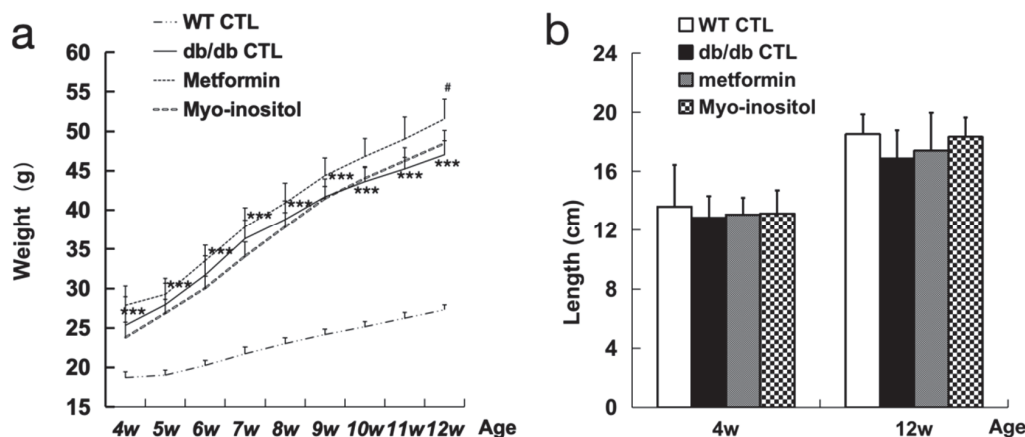 a
WT CTL
db/db CTL
Metformin
Myo-inositol
60
55
50
45
40
35
30
25
20
15
Weight (g)
#
***
***
***
***
***
***
***
***
***
4w 5w 6w 7w 8w 9w 10w 11w 12w Age
b
WT CTL
db/db CTL
metformin
Myo-inositol
24
20
16
12
8
4
0
Length (cm)
4w 12w Age